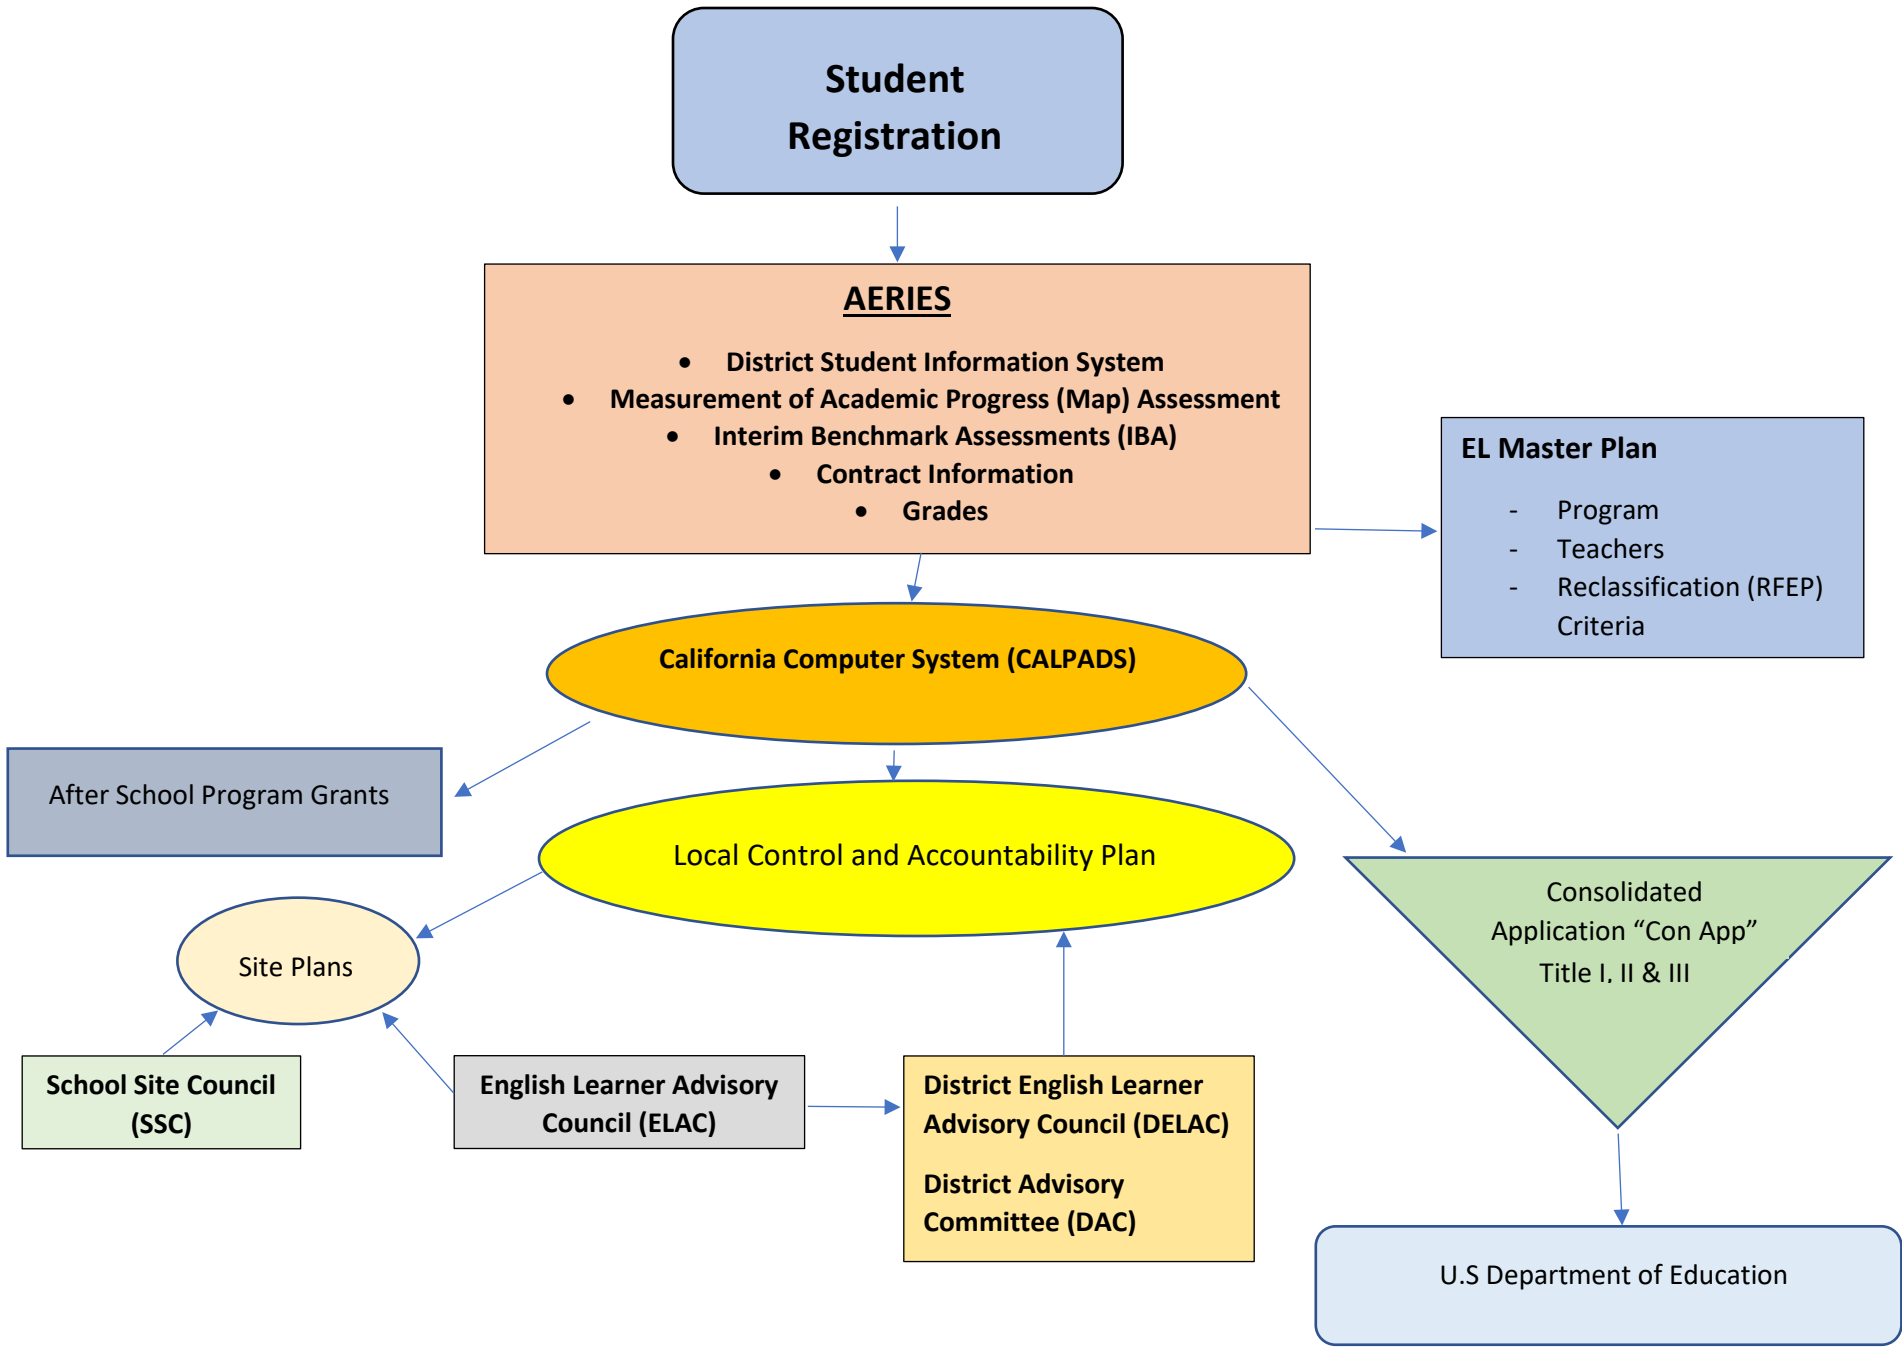 Student
Registration
AERIES
• District Student Information System
• Measurement of Academic Progress (Map) Assessment
• Interim Benchmark Assessments (IBA)
• Contract Information
• Grades
EL Master Plan
- Program
- Teachers
- Reclassification (RFEP)
Criteria
California Computer System (CALPADS)
After School Program Grants
Local Control and Accountability Plan
Consolidated
Application “Con App”
Title I, II & III
Site Plans
School Site Council
(SSC)
English Learner Advisory
Council (ELAC)
District English Learner
Advisory Council (DELAC)
District Advisory
Committee (DAC)
U.S Department of Education